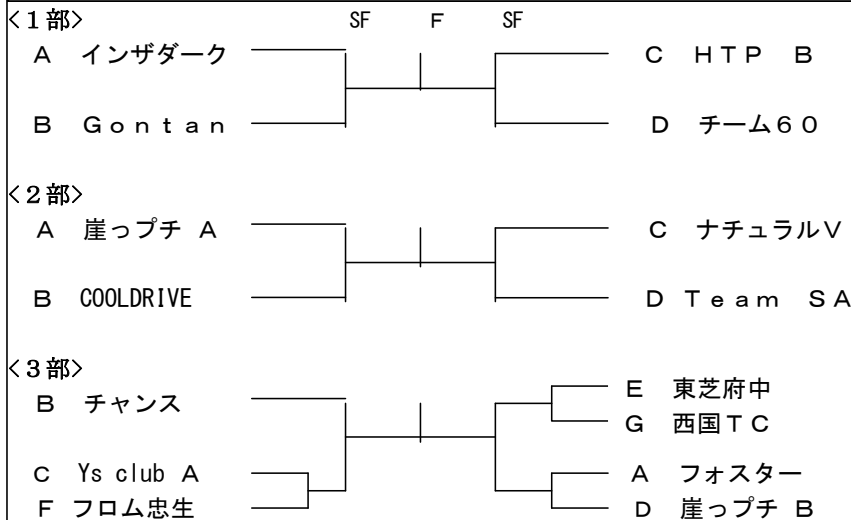 <1部> SF F SF
A インザダーク C HTP B
B Gontan D チーム60
<2部>
A 崖っプチ A C ナチュラルV
B COOLDRIVE D Team SA
<3部>
B チャンス E 東芝府中
G 西国TC
C Ys club A A フォスター
F フロム忠生 D 崖っプチ B